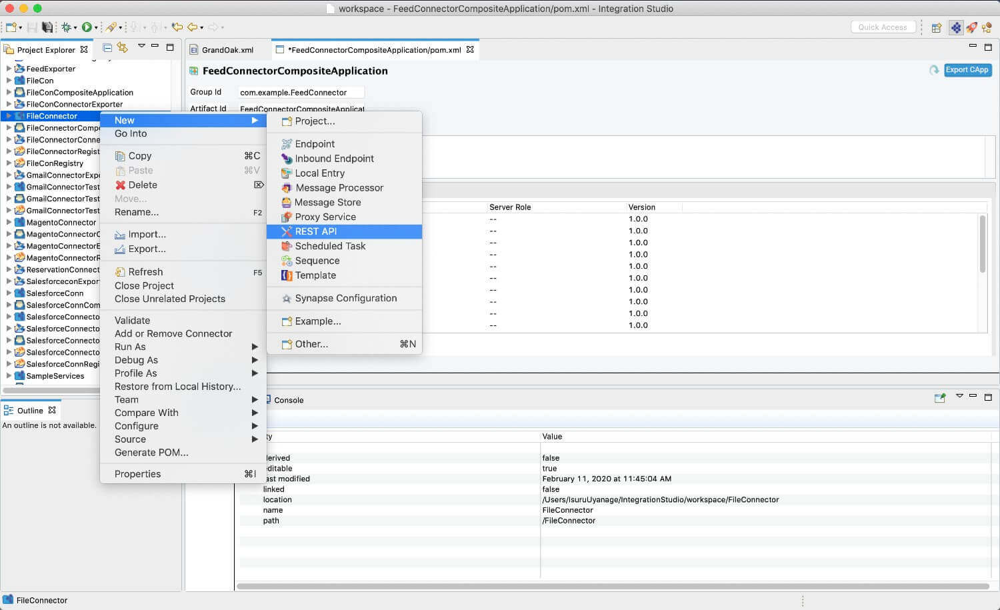 workspace - FeedConnectorCompositeApplication/pom.xml - Integration Studio
Quick Access
Project Explorer
FeedExporter
FileCon
FileConCompositeApplication
FileConConnectorExporter
FileConnector
FileConnectorCompo
FileConnectorConne
FileConnectorRegist
FileConRegistry
GmailConnectorExpo
GmailConnectorTest
GmailConnectorTest
GmailConnectorTest
MagentoConnector
MagentoConnectorC
MagentoConnectorE
MagentoConnectorR
ReservationConnect
SalesforceconExport
SalesforceConn
SalesforceConnCom
SalesforceConnecto
SalesforceConnecto
SalesforceConnecto
SalesforceConnecto
SalesforceConnRegi
SampleServices
Outline
An outline is not available.
New
Go Into
Copy ⌘C
Paste ⌘V
Delete ⌦
Move...
Rename... F2
Import...
Export...
Refresh F5
Close Project
Close Unrelated Projects
Validate
Add or Remove Connector
Run As
Debug As
Profile As
Restore from Local History...
Team
Compare With
Configure
Source
Generate POM...
Properties ⌘I
Project...
Endpoint
Inbound Endpoint
Local Entry
Message Processor
Message Store
Proxy Service
REST API
Scheduled Task
Sequence
Template
Synapse Configuration
Example...
Other... ⌘N
GrandOak.xml
*FeedConnectorCompositeApplication/pom.xml
FeedConnectorCompositeApplication
Export CApp
Group Id com.example.FeedConnector
Artifact Id FeedConnectorCompositeApplicat
Server Role Version
-- 1.0.0
-- 1.0.0
-- 1.0.0
-- 1.0.0
-- 1.0.0
-- 1.0.0
-- 1.0.0
-- 1.0.0
-- 1.0.0
-- 1.0.0
Console
ty Value
derived false
editable true
last modified February 11, 2020 at 11:45:04 AM
linked false
location /Users/IsuruUyanage/IntegrationStudio/workspace/FileConnector
name FileConnector
path /FileConnector
FileConnector